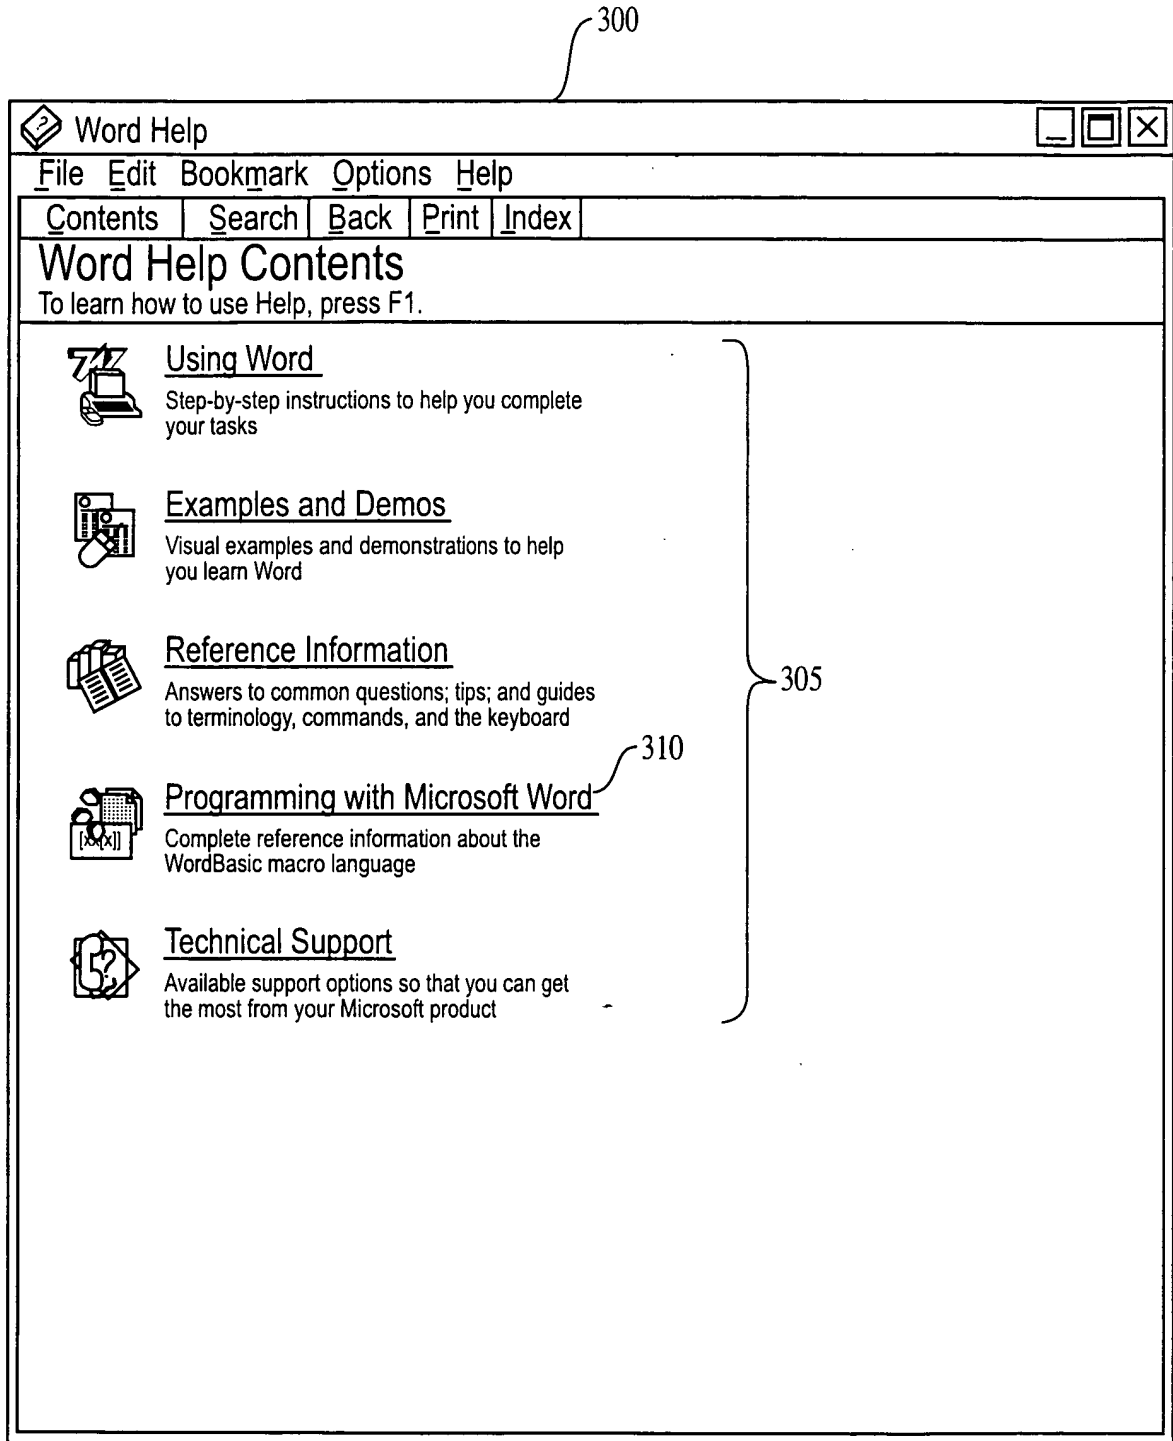 300
Word Help
File Edit Bookmark Options Help
Contents Search Back Print Index
Word Help Contents
To learn how to use Help, press F1.
Using Word
Step-by-step instructions to help you complete
your tasks
Examples and Demos
Visual examples and demonstrations to help
you learn Word
Reference Information
Answers to common questions; tips; and guides
to terminology, commands, and the keyboard
305
310
Programming with Microsoft Word
Complete reference information about the
WordBasic macro language
Technical Support
Available support options so that you can get
the most from your Microsoft product